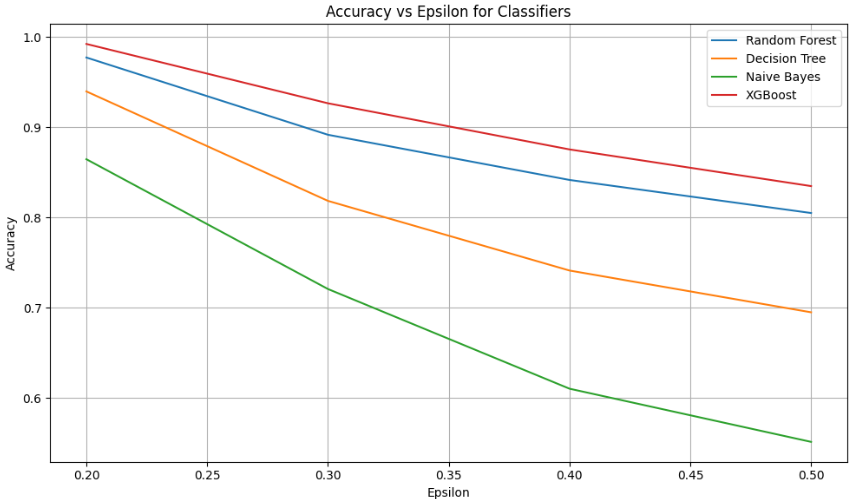 Accuracy vs Epsilon for Classifiers
Random Forest
Decision Tree
Naive Bayes
XGBoost
1.0
0.9
0.8
0.7
0.6
Accuracy
0.20 0.25 0.30 0.35 0.40 0.45 0.50
Epsilon